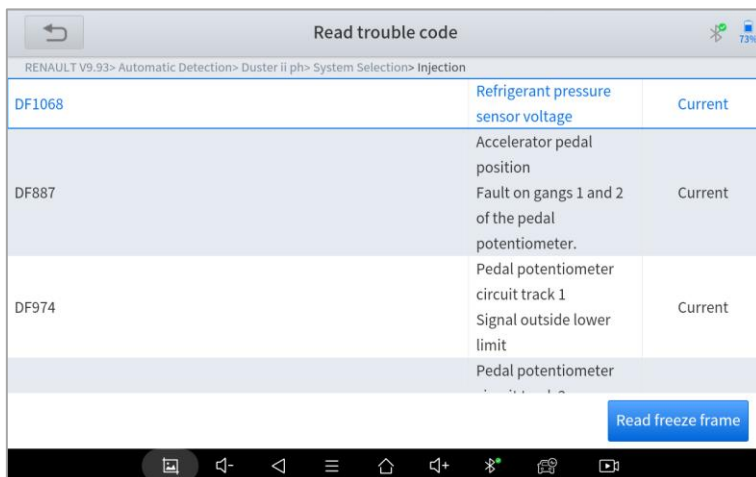 Read trouble code
73%
RENAULT V9.93> Automatic Detection> Duster ii ph> System Selection> Injection
DF1068
Refrigerant pressure
sensor voltage
Current
DF887
Accelerator pedal
position
Fault on gangs 1 and 2
of the pedal
potentiometer.
Current
DF974
Pedal potentiometer
circuit track 1
Signal outside lower
limit
Current
Pedal potentiometer
Read freeze frame